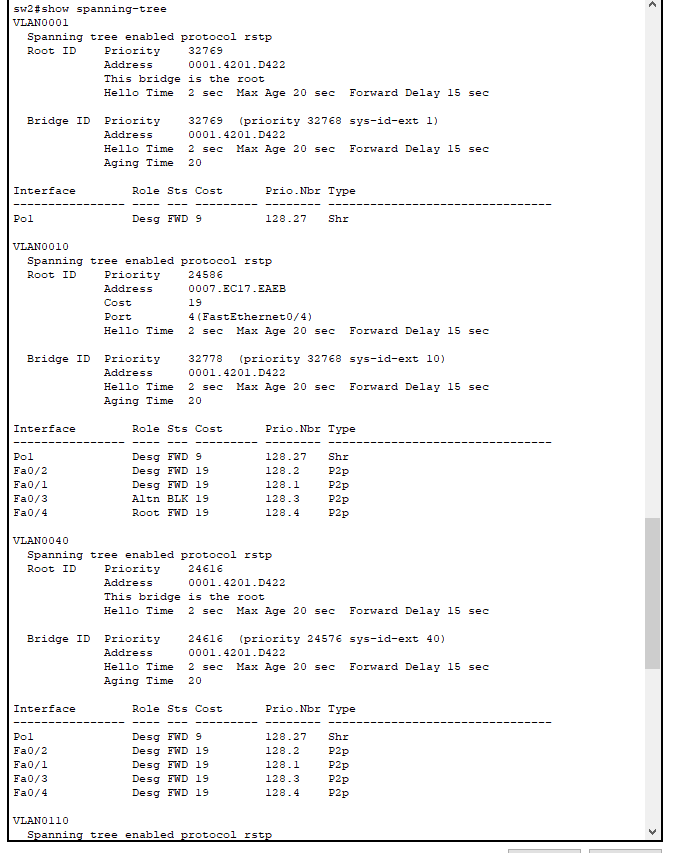 sw2#show spanning-tree
VLAN0001
  Spanning tree enabled protocol rstp
  Root ID    Priority    32769
             Address     0001.4201.D422
             This bridge is the root
             Hello Time  2 sec  Max Age 20 sec  Forward Delay 15 sec

  Bridge ID  Priority    32769  (priority 32768 sys-id-ext 1)
             Address     0001.4201.D422
             Hello Time  2 sec  Max Age 20 sec  Forward Delay 15 sec
             Aging Time  20

Interface        Role Sts Cost      Prio.Nbr Type
---------------- ---- --- --------- -------- --------------------------------
Po1              Desg FWD 9         128.27   Shr

VLAN0010
  Spanning tree enabled protocol rstp
  Root ID    Priority    24586
             Address     0007.EC17.EAEB
             Cost        19
             Port        4(FastEthernet0/4)
             Hello Time  2 sec  Max Age 20 sec  Forward Delay 15 sec

  Bridge ID  Priority    32778  (priority 32768 sys-id-ext 10)
             Address     0001.4201.D422
             Hello Time  2 sec  Max Age 20 sec  Forward Delay 15 sec
             Aging Time  20

Interface        Role Sts Cost      Prio.Nbr Type
---------------- ---- --- --------- -------- --------------------------------
Po1              Desg FWD 9         128.27   Shr
Fa0/2            Desg FWD 19        128.2    P2p
Fa0/1            Desg FWD 19        128.1    P2p
Fa0/3            Altn BLK 19        128.3    P2p
Fa0/4            Root FWD 19        128.4    P2p

VLAN0040
  Spanning tree enabled protocol rstp
  Root ID    Priority    24616
             Address     0001.4201.D422
             This bridge is the root
             Hello Time  2 sec  Max Age 20 sec  Forward Delay 15 sec

  Bridge ID  Priority    24616  (priority 24576 sys-id-ext 40)
             Address     0001.4201.D422
             Hello Time  2 sec  Max Age 20 sec  Forward Delay 15 sec
             Aging Time  20

Interface        Role Sts Cost      Prio.Nbr Type
---------------- ---- --- --------- -------- --------------------------------
Po1              Desg FWD 9         128.27   Shr
Fa0/2            Desg FWD 19        128.2    P2p
Fa0/1            Desg FWD 19        128.1    P2p
Fa0/3            Desg FWD 19        128.3    P2p
Fa0/4            Desg FWD 19        128.4    P2p

VLAN0110
  Spanning tree enabled protocol rstp